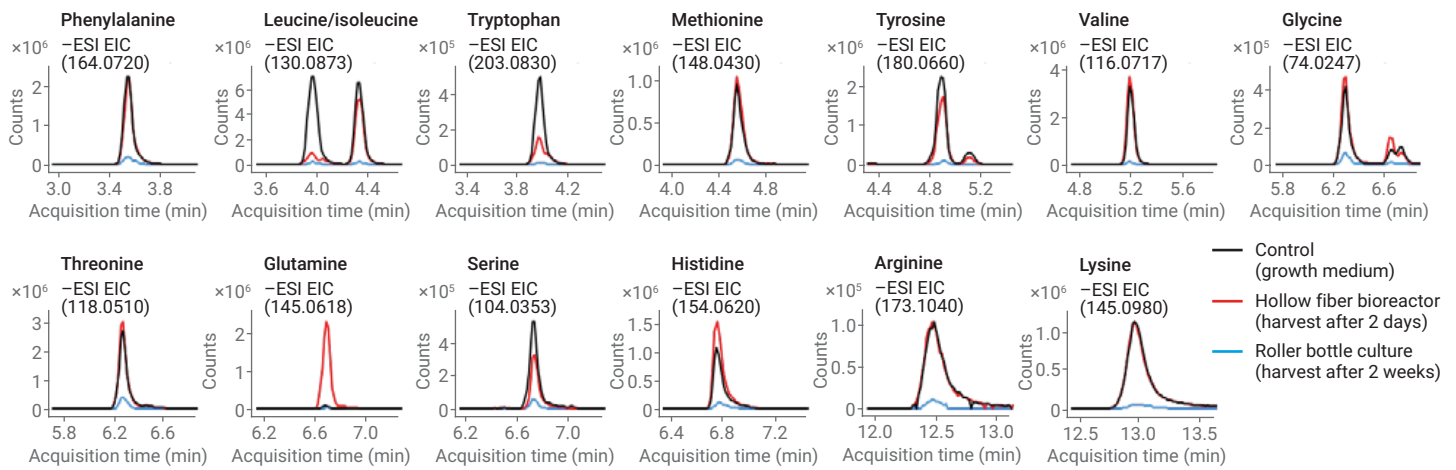 Phenylalanine
–ESI EIC
(164.0720)
×10⁶
Counts
2
1
0
3.0 3.4 3.8
Acquisition time (min)
Leucine/isoleucine
–ESI EIC
(130.0873)
×10⁶
Counts
6
4
2
0
3.6 4.0 4.4
Acquisition time (min)
Tryptophan
–ESI EIC
(203.0830)
×10⁵
Counts
4
2
0
3.4 3.8 4.2
Acquisition time (min)
Methionine
–ESI EIC
(148.0430)
×10⁶
Counts
1.0
0.5
0
4.0 4.4 4.8
Acquisition time (min)
Tyrosine
–ESI EIC
(180.0660)
×10⁶
Counts
2
1
0
4.4 4.8 5.2
Acquisition time (min)
Valine
–ESI EIC
(116.0717)
×10⁶
Counts
4
2
0
4.8 5.2 5.6
Acquisition time (min)
Glycine
–ESI EIC
(74.0247)
×10⁵
Counts
4
2
0
5.8 6.2 6.6
Acquisition time (min)
Threonine
–ESI EIC
(118.0510)
×10⁶
3
2
1
0
5.8 6.2 6.6
Acquisition time (min)
Glutamine
–ESI EIC
(145.0618)
×10⁶
Counts
2
1
0
6.2 6.6 7.0
Acquisition time (min)
Serine
–ESI EIC
(104.0353)
×10⁵
Counts
4
2
0
6.2 6.6 7.0
Acquisition time (min)
Histidine
–ESI EIC
(154.0620)
×10⁶
Counts
1.5
1.0
0.5
0
6.4 6.8 7.2
Acquisition time (min)
Arginine
–ESI EIC
(173.1040)
×10⁵
Counts
1.0
0.5
0
12.0 12.5 13.0
Acquisition time (min)
Lysine
–ESI EIC
(145.0980)
×10⁶
Counts
1.0
0.5
0
12.5 13.0 13.5
Acquisition time (min)
Control
(growth medium)
Hollow fiber bioreactor
(harvest after 2 days)
Roller bottle culture
(harvest after 2 weeks)